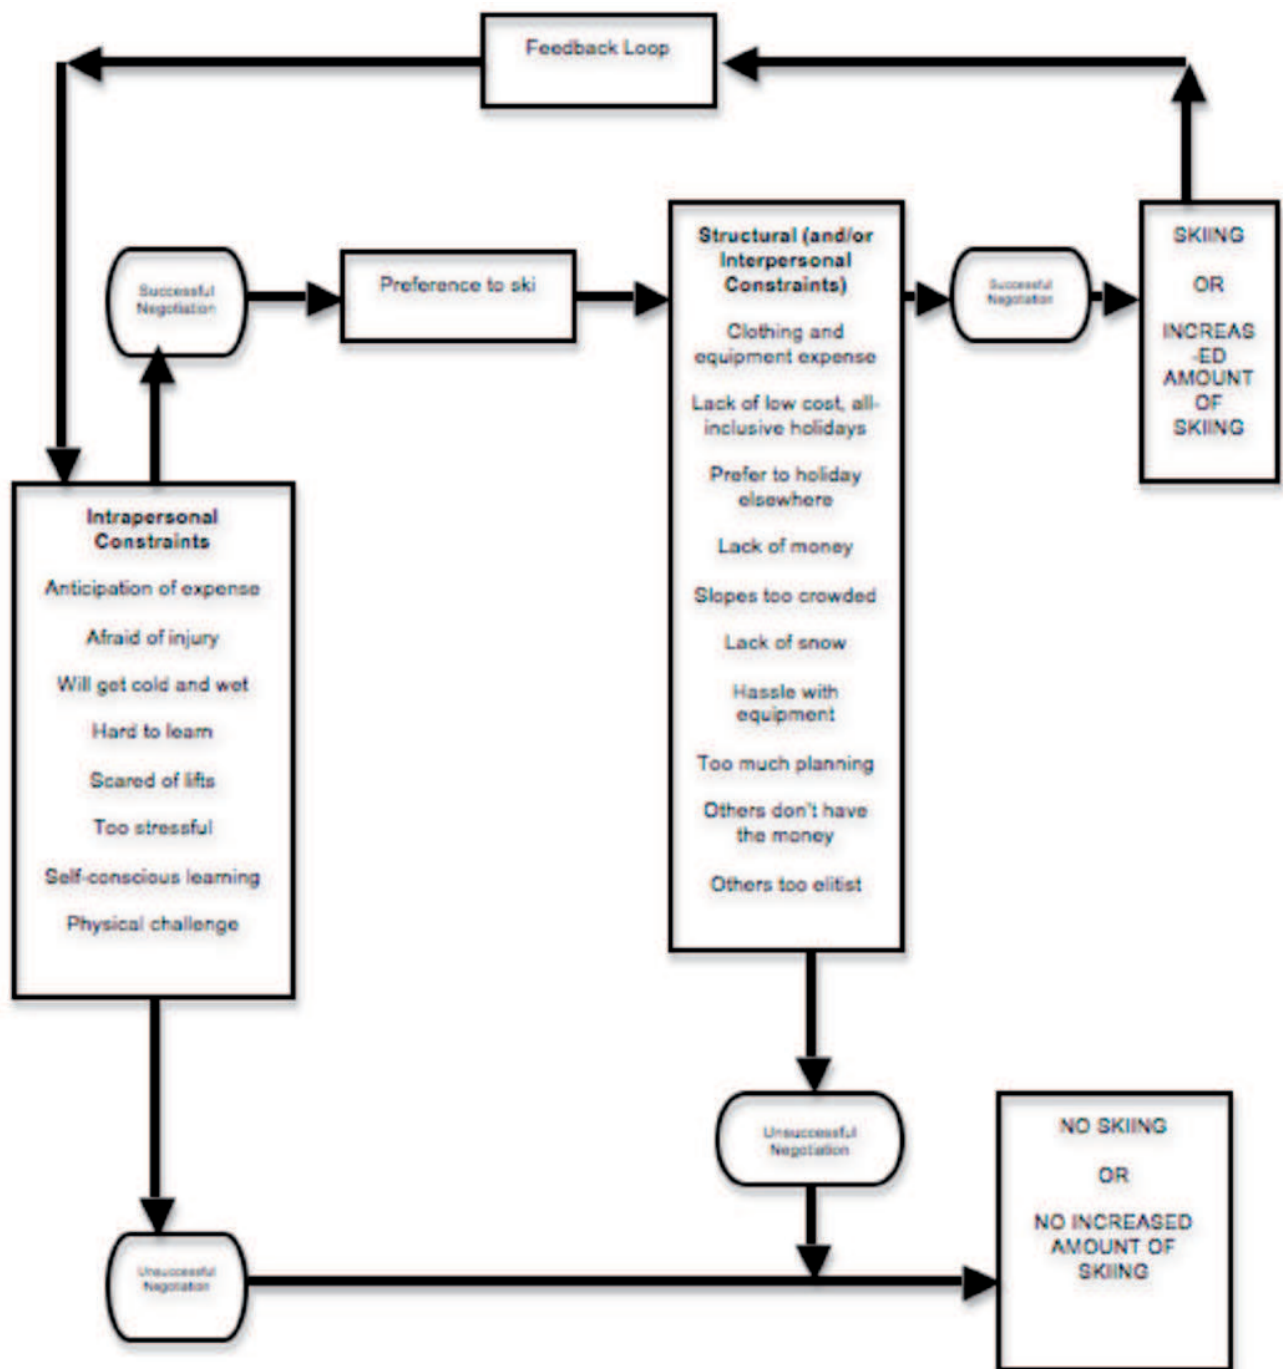 Feedback Loop
Successful
Negotiation
Preference to ski
Structural (and/or
Interpersonal
Constraints)
Clothing and
equipment expense
Lack of low cost, all-
inclusive holidays
Prefer to holiday
elsewhere
Lack of money
Slopes too crowded
Lack of snow
Hassle with
equipment
Too much planning
Others don't have
the money
Others too elitist
Successful
Negotiation
SKIING
OR
INCREAS
-ED
AMOUNT
OF
SKIING
Intrapersonal
Constraints
Anticipation of expense
Afraid of injury
Will get cold and wet
Hard to learn
Scared of lifts
Too stressful
Self-conscious learning
Physical challenge
Unsuccessful
Negotiation
Unsuccessful
Negotiation
NO SKIING
OR
NO INCREASED
AMOUNT OF
SKIING